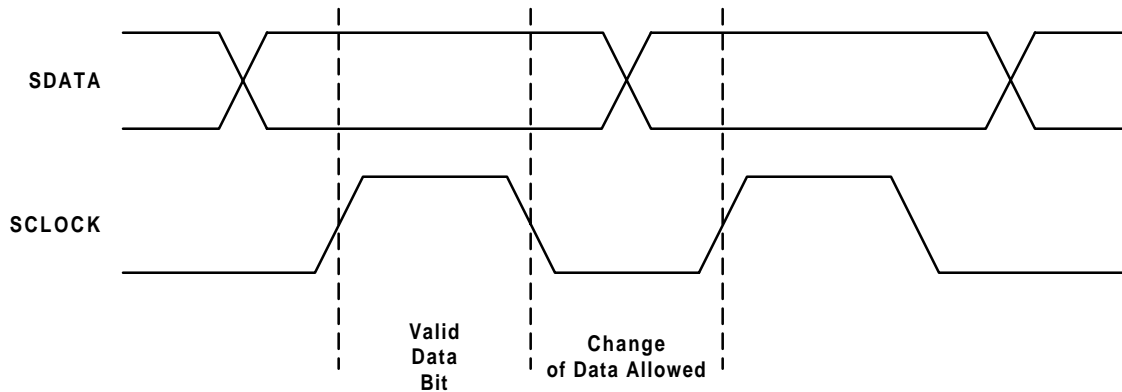 SDATA
SCLOCK
Valid
Data
Bit
Change
of Data Allowed